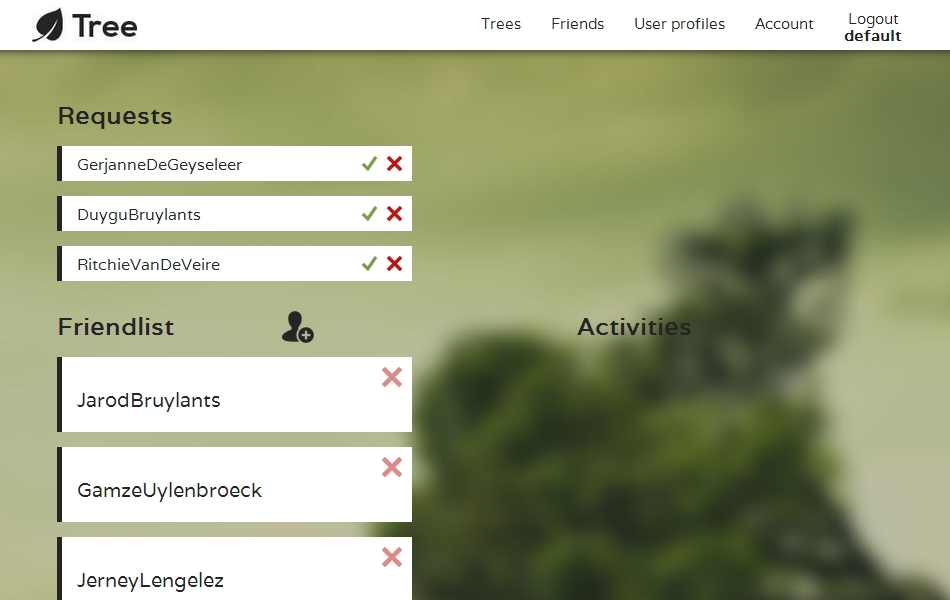 Tree
Trees
Friends
User profiles
Account
Logout
default
Requests
GerjanneDeGeyseleer
DuyguBruylants
RitchieVanDeVeire
Friendlist
Activities
JarodBruylants
GamzeUylenbroeck
JerneyLengelez